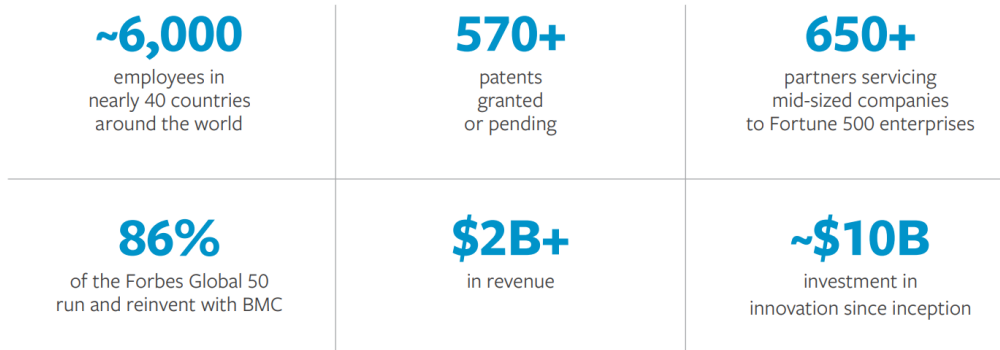 ~6,000
employees in
nearly 40 countries
around the world
570+
patents
granted
or pending
650+
partners servicing
mid-sized companies
to Fortune 500 enterprises
86%
of the Forbes Global 50
run and reinvent with BMC
$2B+
in revenue
~$10B
investment in
innovation since inception